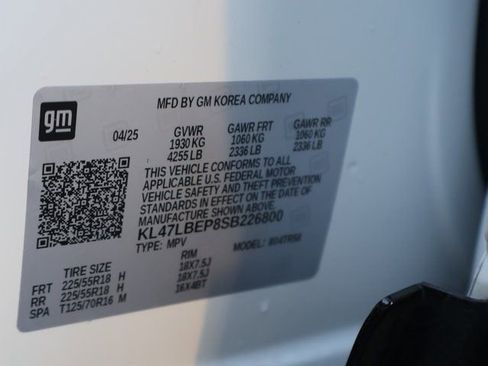 gm
MFD BY GM KOREA COMPANY
04/25 GVWR GAWR FRT GAWR RR
1930 KG 1060 KG 1060 KG
4255 LB 2336 LB 2336 LB
THIS VEHICLE CONFORMS TO ALL
APPLICABLE U.S. FEDERAL MOTOR
VEHICLE SAFETY AND THEFT PREVENTION
STANDARDS IN EFFECT ON THE DATE OF
MANUFACTURE SHOWN ABOVE.
KL47LBEP8SB226800
TYPE: MPV MODEL:
TIRE SIZE RIM
FRT 225/55R18 H 18X7.5J
RR 225/55R18 H 18X7.5J
SPA T125/70R16 M 16X4BT